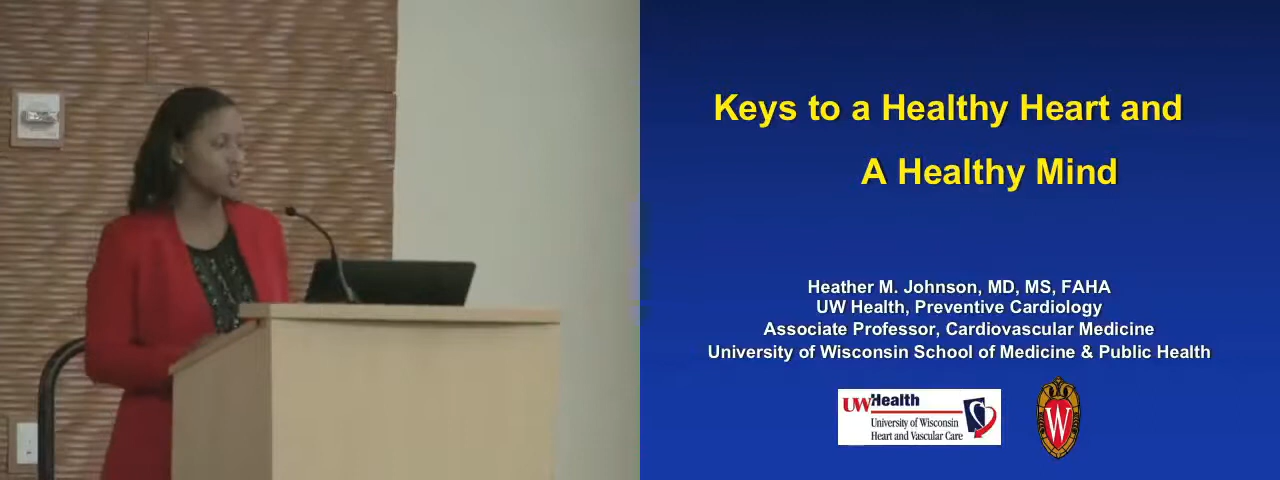 Keys to a Healthy Heart and
A Healthy Mind
Heather M. Johnson, MD, MS, FAHA
UW Health, Preventive Cardiology
Associate Professor, Cardiovascular Medicine
University of Wisconsin School of Medicine & Public Health
UWHealth
University of Wisconsin
Heart and Vascular Care
W